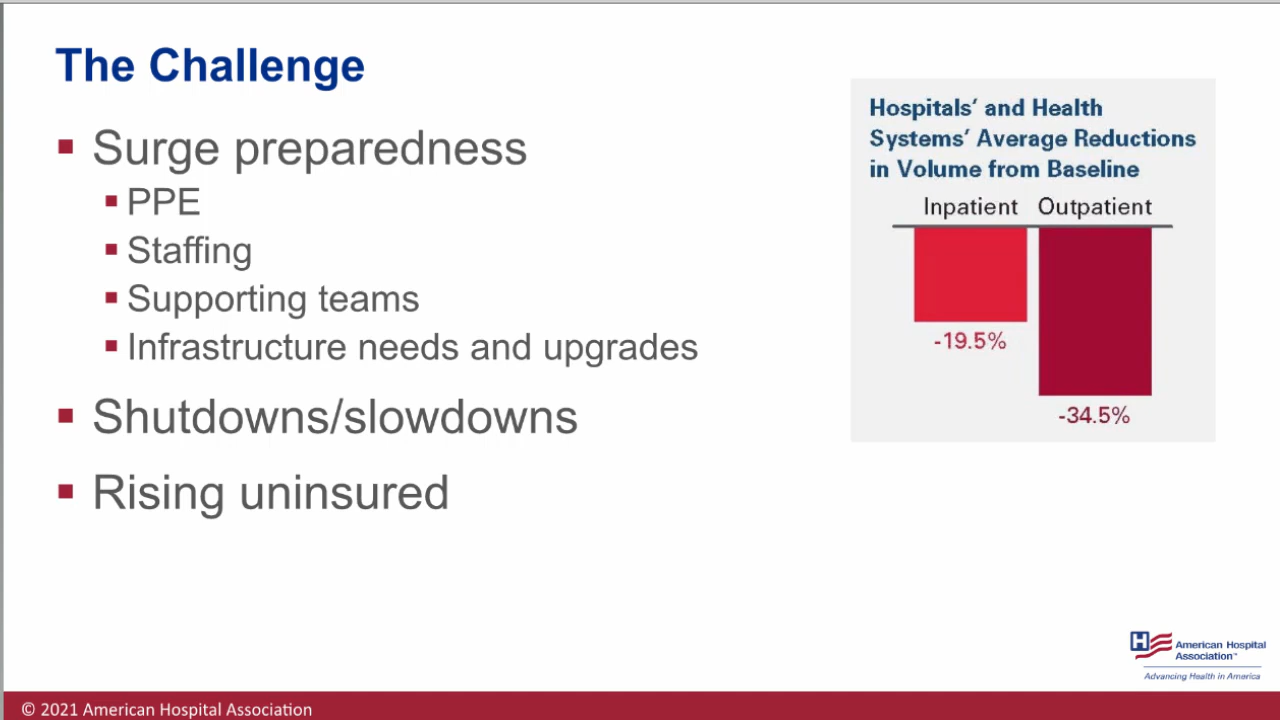 The Challenge
Surge preparedness
PPE
Staffing
Supporting teams
Infrastructure needs and upgrades
Shutdowns/slowdowns
Rising uninsured
Hospitals' and Health
Systems' Average Reductions
in Volume from Baseline
Inpatient Outpatient
-19.5%
-34.5%
H
American Hospital
Association™
Advancing Health in America
© 2021 American Hospital Association